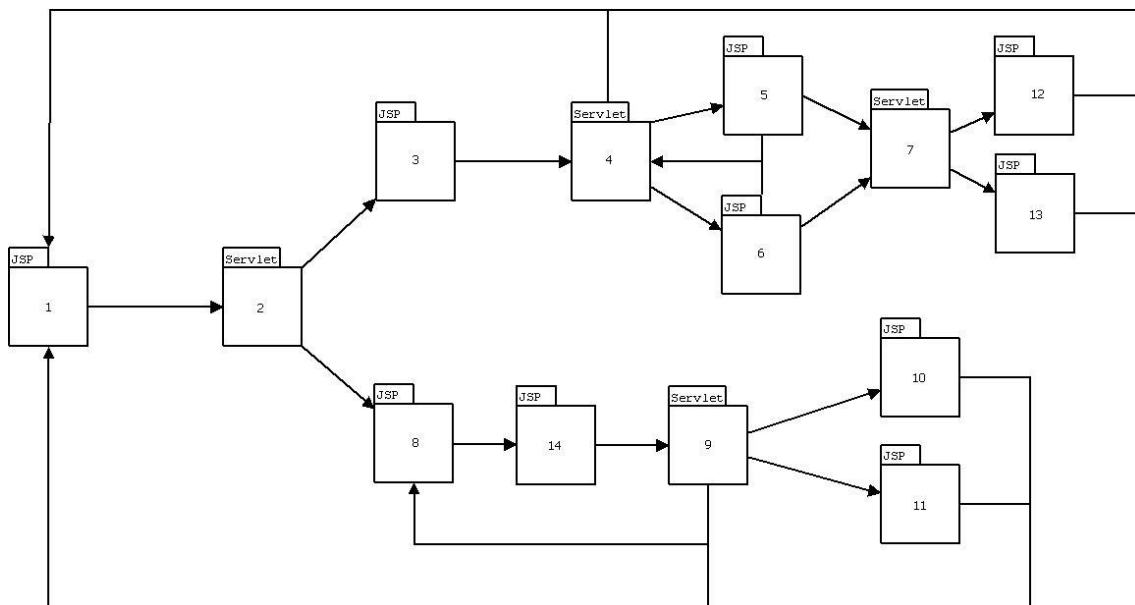 JSP
1
Servlet
2
JSP
3
Servlet
4
JSP
5
JSP
6
Servlet
7
JSP
12
JSP
13
JSP
8
JSP
14
Servlet
9
JSP
10
JSP
11